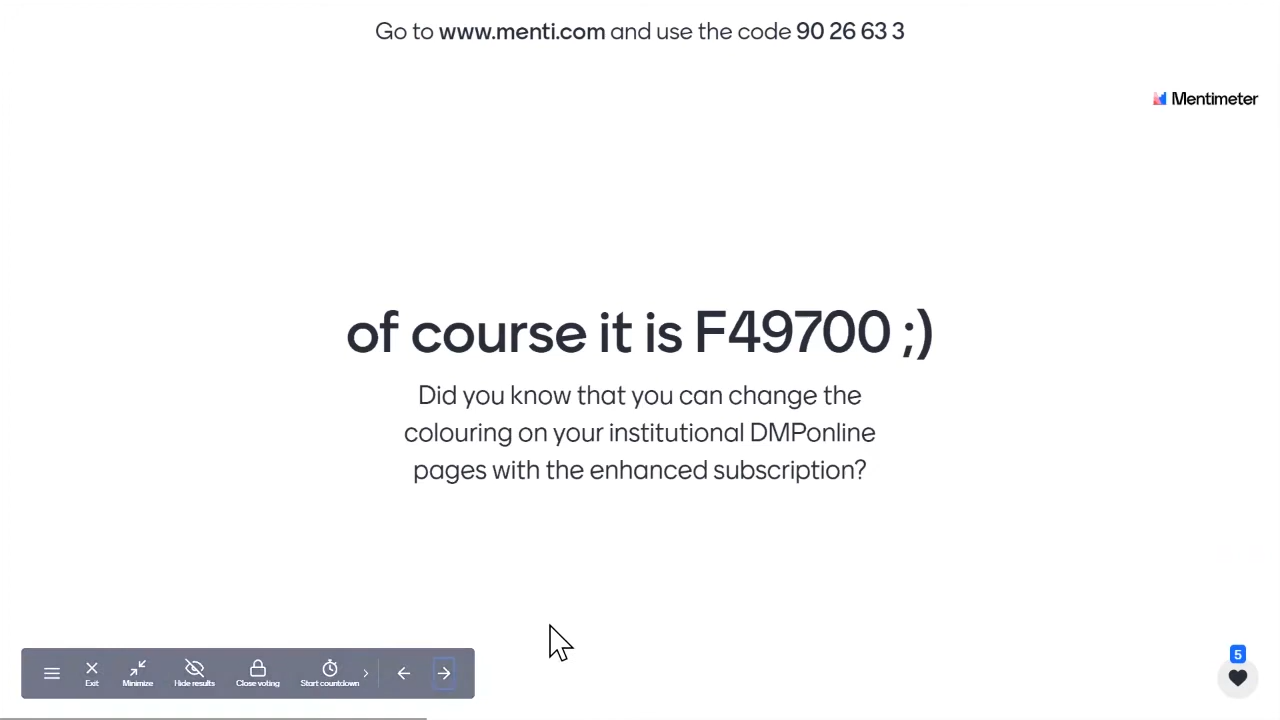 Go to www.menti.com and use the code 90 26 63 3
Mentimeter
of course it is F49700 ;)
Did you know that you can change the
colouring on your institutional DMPonline
pages with the enhanced subscription?
5
Exit
Minimize
Hide results
Close voting
Start countdown